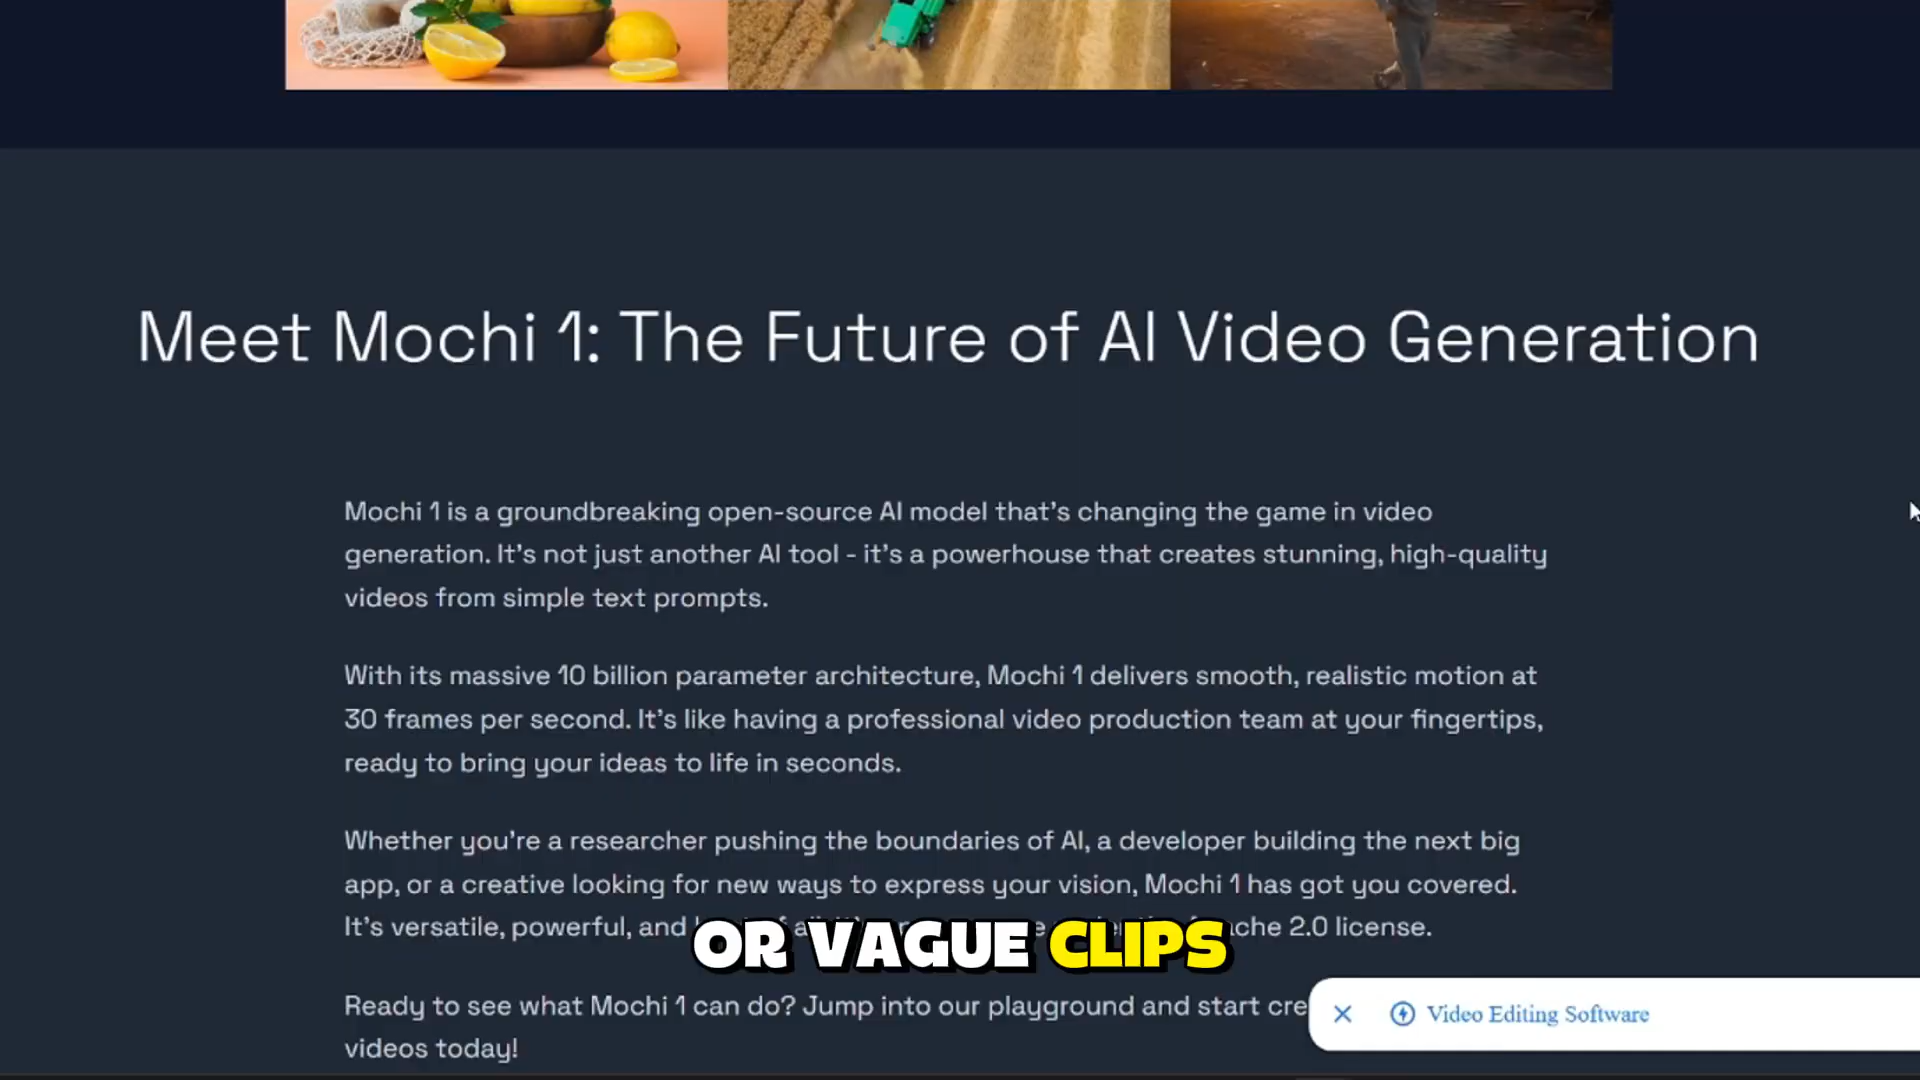 Meet Mochi 1: The Future of AI Video Generation
Mochi 1 is a groundbreaking open-source AI model that's changing the game in video
generation. It's not just another AI tool - it's a powerhouse that creates stunning, high-quality
videos from simple text prompts.
With its massive 10 billion parameter architecture, Mochi 1 delivers smooth, realistic motion at
30 frames per second. It's like having a professional video production team at your fingertips,
ready to bring your ideas to life in seconds.
Whether you're a researcher pushing the boundaries of AI, a developer building the next big
app, or a creative looking for new ways to express your vision, Mochi 1 has got you covered.
It's versatile, powerful, and 2.0 license.
OR VAGUE CLIPS
Ready to see what Mochi 1 can do? Jump into our playground and start
videos today!
Video Editing Software